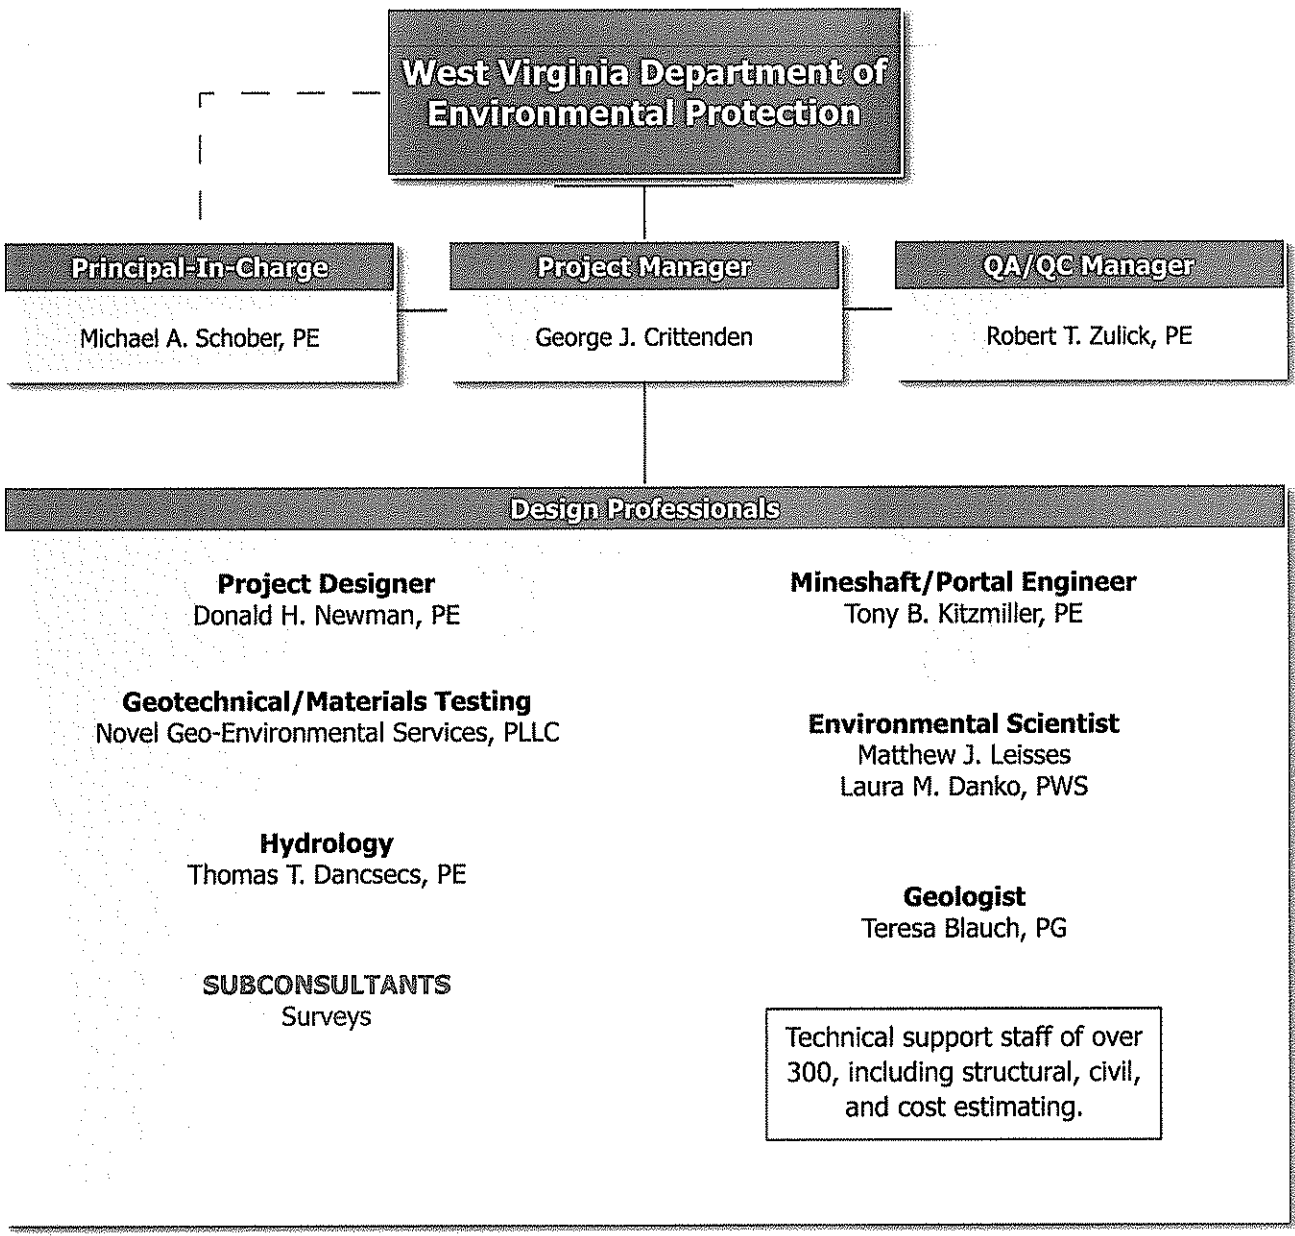 West Virginia Department of
Environmental Protection
Principal-In-Charge
Michael A. Schober, PE
Project Manager
George J. Crittenden
QA/QC Manager
Robert T. Zulick, PE
Design Professionals
Project Designer
Donald H. Newman, PE
Geotechnical/Materials Testing
Novel Geo-Environmental Services, PLLC
Hydrology
Thomas T. Dancsecs, PE
SUBCONSULTANTS
Surveys
Mineshaft/Portal Engineer
Tony B. Kitzmiller, PE
Environmental Scientist
Matthew J. Leisses
Laura M. Danko, PWS
Geologist
Teresa Blauch, PG
Technical support staff of over
300, including structural, civil,
and cost estimating.